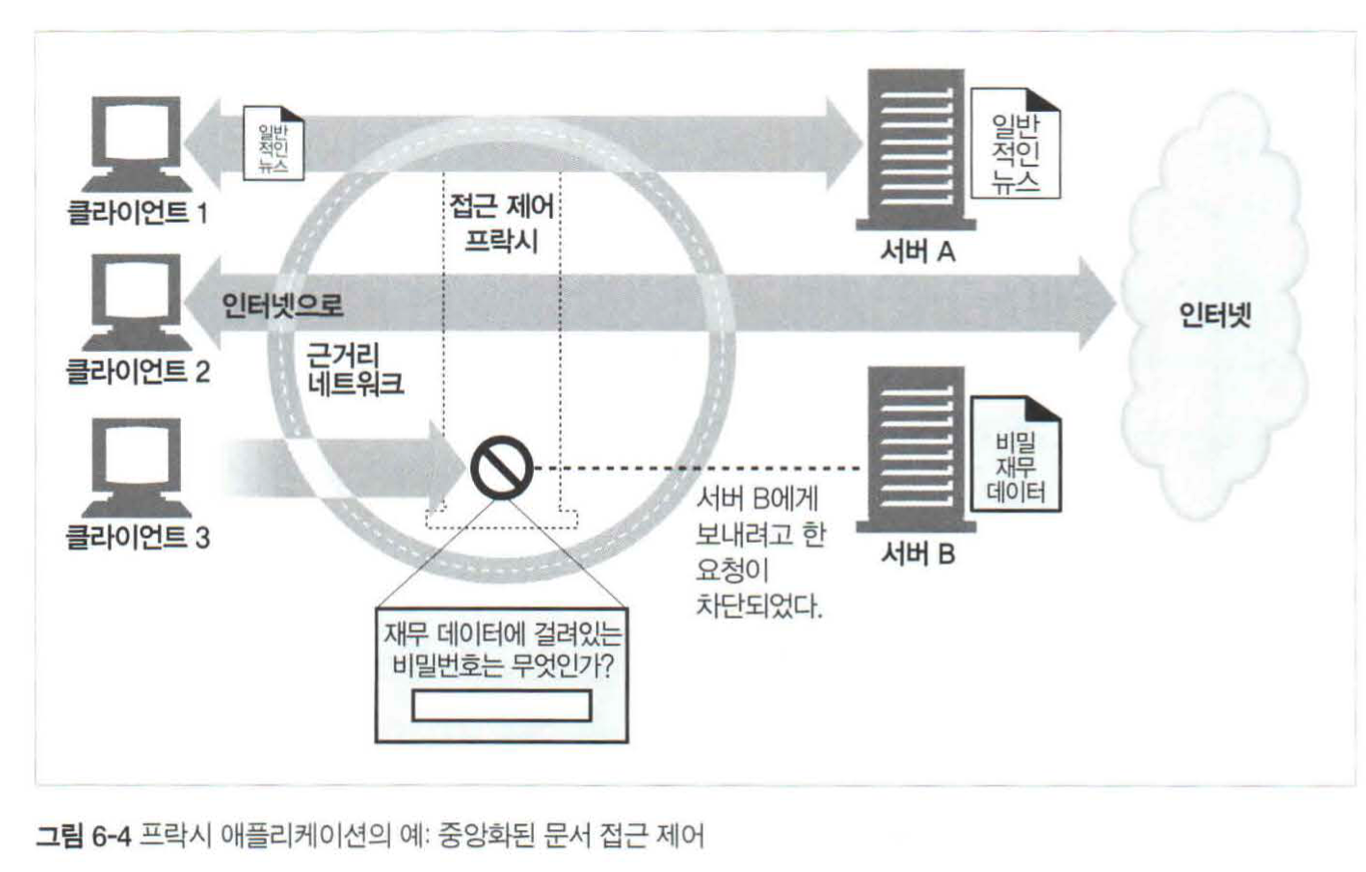 일반
적인
뉴스
클라이언트 1
접근 제어
프락시
일반
적인
뉴스
서버 A
인터넷으로
클라이언트 2
근거리
네트워크
인터넷
클라이언트 3
서버 B에게
보내려고 한
요청이
차단되었다.
비밀
재무
데이터
서버 B
재무 데이터에 걸려있는
비밀번호는 무엇인가?
그림 6-4 프락시 애플리케이션의 예: 중앙화된 문서 접근 제어